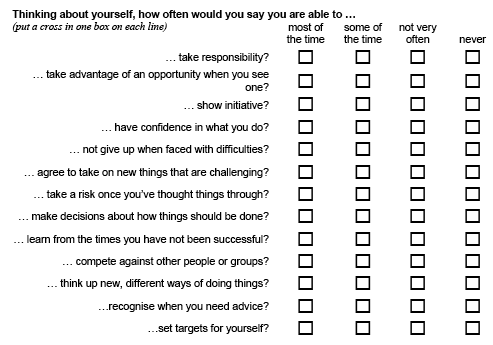 Thinking about yourself, how often would you say you are able to …
(put a cross in one box on each line)
most of the time
some of the time
not very often
never
… take responsibility?
… take advantage of an opportunity when you see
one?
… show initiative?
… have confidence in what you do?
… not give up when faced with difficulties?
… agree to take on new things that are challenging?
… take a risk once you've thought things through?
… make decisions about how things should be done?
… learn from the times you have not been successful?
… compete against other people or groups?
… think up new, different ways of doing things?
…recognise when you need advice?
…set targets for yourself?